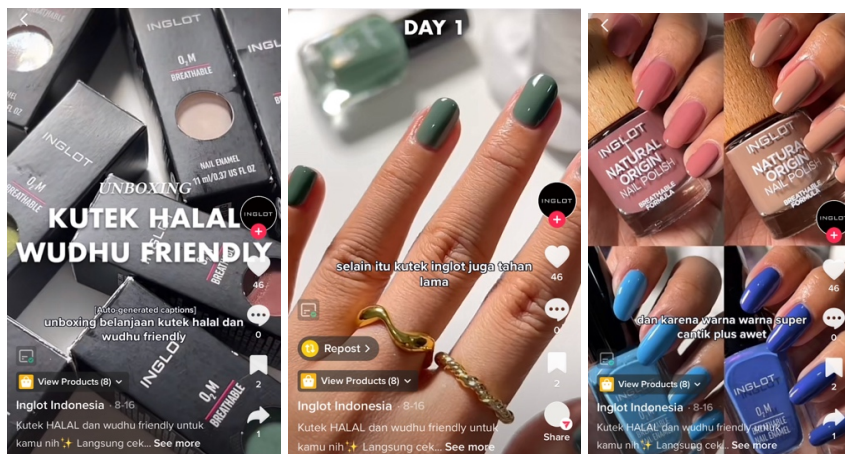 INGLOT
O₂M
BREATHABLE
NAIL ENAMEL
11 ml/0.37 US FL OZ
INGLOT
O₂M
BREATHABLE
UNBOXING
KUTEK HALAL
WUDHU FRIENDLY
INGLOT
46
[Auto-generated captions]
unboxing belanjaan kutek halal dan
wudhu friendly
0
INGLOT
O₂M
BREATHABLE
View Products (8)
2
Inglot Indonesia · 8-16
Kutek HALAL dan wudhu friendly untuk
kamu nih✨ Langsung cek... See more
1
DAY 1
INGLOT
selain itu kutek inglot juga tahan
lama
46
0
Repost >
View Products (8)
2
Inglot Indonesia · 8-16
Share
Kutek HALAL dan wudhu friendly untuk
kamu nih✨ Langsung cek... See more
INGLOT
NATURAL
ORIGIN
NAIL POLISH
BREATHABLE
FORMULA
INGLOT
NATURAL
ORIGIN
NAIL POLISH
BREATHABLE
FORMULA
INGLOT
46
dan karena warna warna super
cantik plus awet
0
View Products (8)
INGLOT
O₂M
BREATHABLE
NAIL ENAMEL
2
Inglot Indonesia · 8-16
Kutek HALAL dan wudhu friendly untuk
kamu nih✨ Langsung cek... See more
1